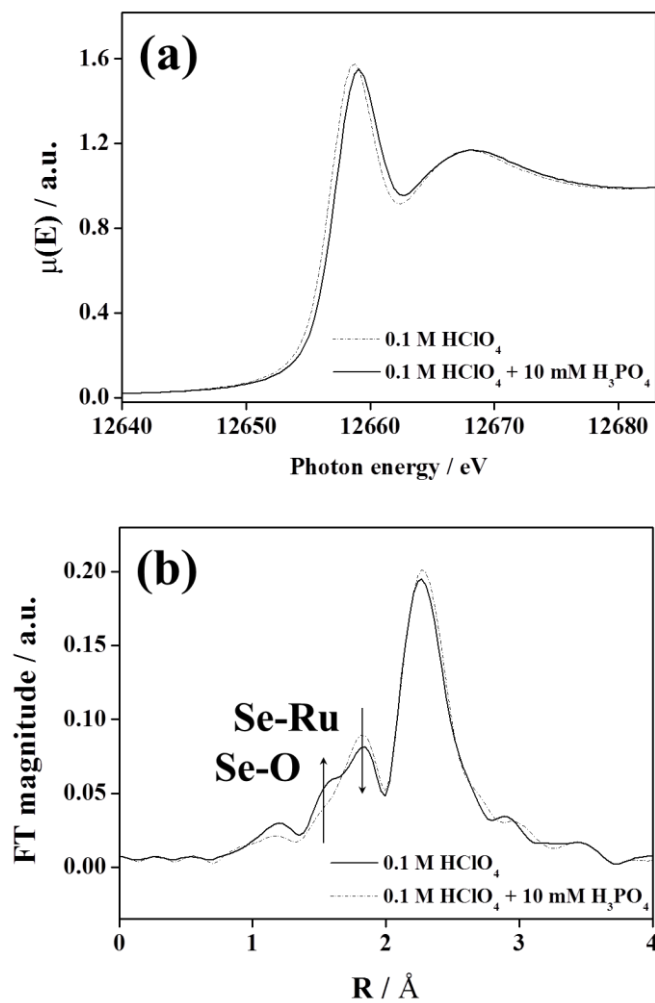 (a)
μ(E) / a.u.
1.6
1.2
0.8
0.4
0.0
0.1 M HClO₄
0.1 M HClO₄ + 10 mM H₃PO₄
12640 12650 12660 12670 12680
Photon energy / eV
(b)
FT magnitude / a.u.
0.20
0.15
0.10
0.05
0.00
Se-Ru
Se-O
0.1 M HClO₄
0.1 M HClO₄ + 10 mM H₃PO₄
0 1 2 3 4
R / Å